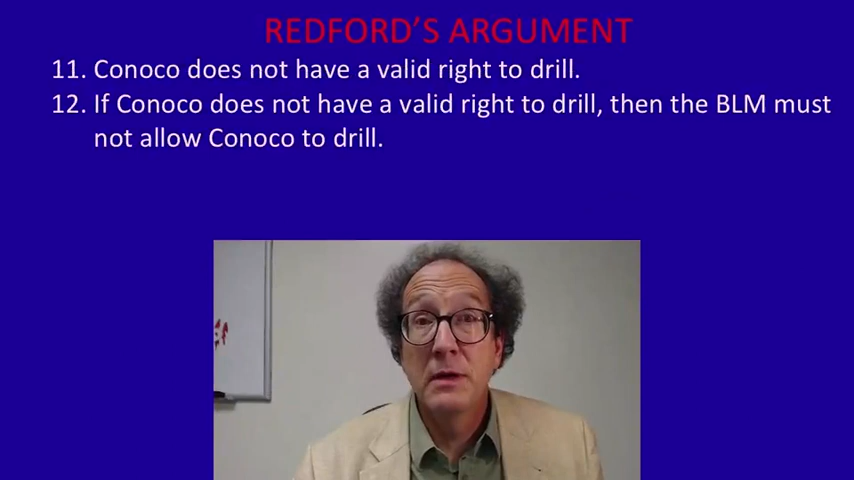 REDFORD'S ARGUMENT
11. Conoco does not have a valid right to drill.
12. If Conoco does not have a valid right to drill, then the BLM must
not allow Conoco to drill.